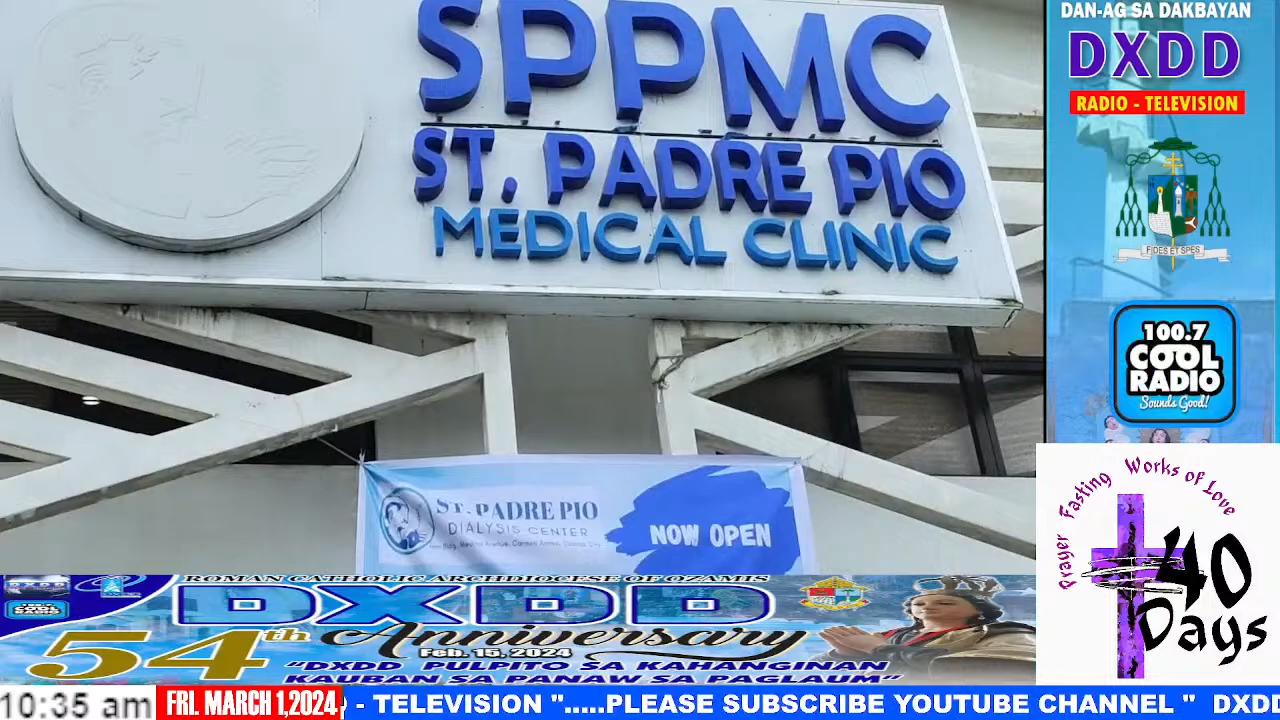 SPPMC
ST. PADRE PIO
MEDICAL CLINIC
ST. PADRE PIO
DIALYSIS CENTER
NOW OPEN
DAN-AG SA DAKBAYAN
DXDD
RADIO - TELEVISION
FIDES ET SPES
100.7
COOL
RADIO
Sounds Good!
Prayer Fasting Works of Love
40
Days
ROMAN CATHOLIC ARCHDIOCESE OF OZAMIS
DXDD
54th Anniversary
Feb. 15, 2024
"DXDD PULPITO SA KAHANGINAN
KAUBAN SA PANAW SA PAGLAUM"
10:35 am FRI. MARCH 1,2024 - TELEVISION ".....PLEASE SUBSCRIBE YOUTUBE CHANNEL " DXDD